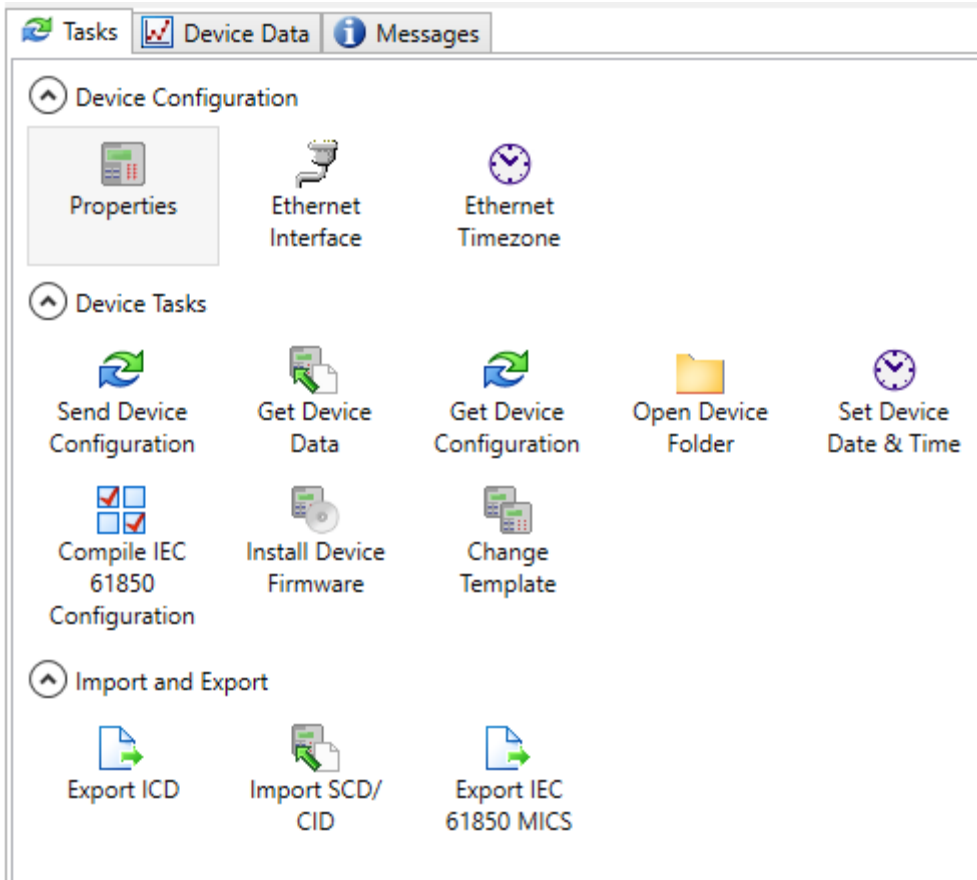 Tasks Device Data Messages
Device Configuration
Properties Ethernet Ethernet
Interface Timezone
Device Tasks
Send Device Get Device Get Device Open Device Set Device
Configuration Data Configuration Folder Date & Time
Compile IEC Install Device Change
61850 Firmware Template
Configuration
Import and Export
Export ICD Import SCD/ Export IEC
CID 61850 MICS